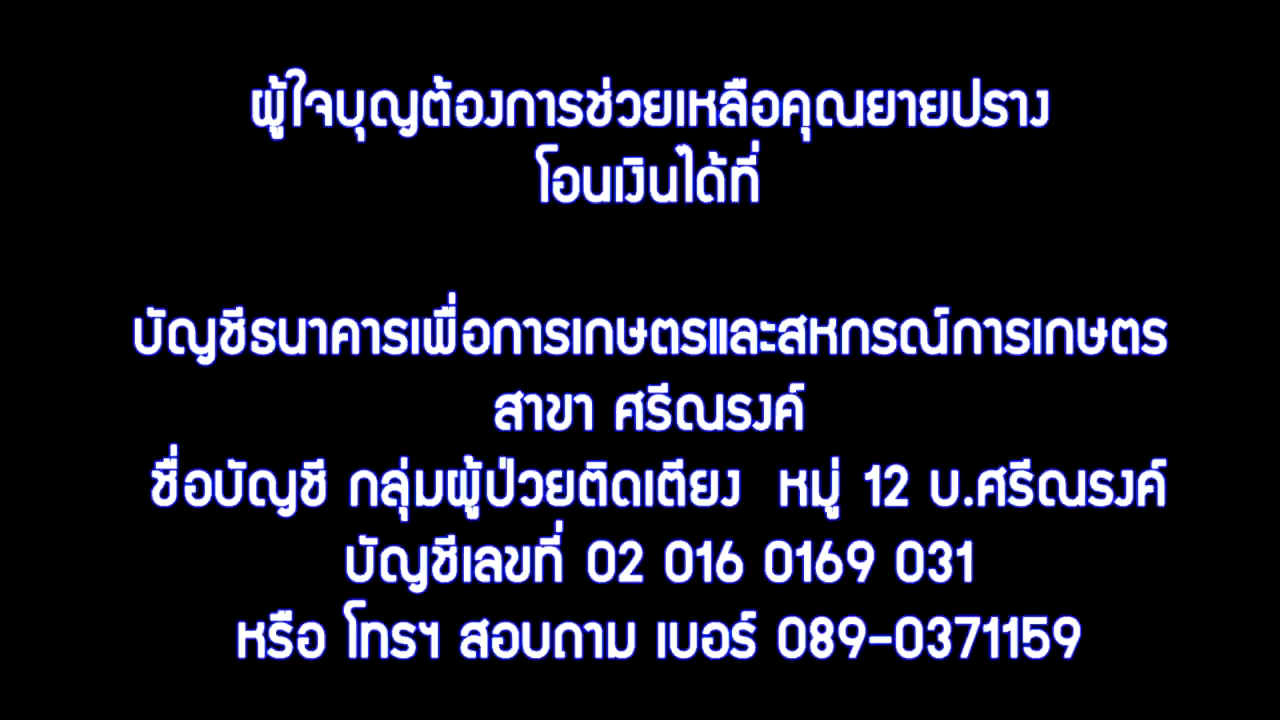 ผู้ใจบุญต้องการช่วยเหลือคุณยายปราง
โอนเงินได้ที่
บัญชีธนาคารเพื่อการเกษตรและสหกรณ์การเกษตร
สาขา ศรีณรงค์
ชื่อบัญชี กลุ่มผู้ป่วยติดเตียง หมู่ 12 บ.ศรีณรงค์
บัญชีเลขที่ 02 016 0169 031
หรือ โทรฯ สอบถาม เบอร์ 089-0371159